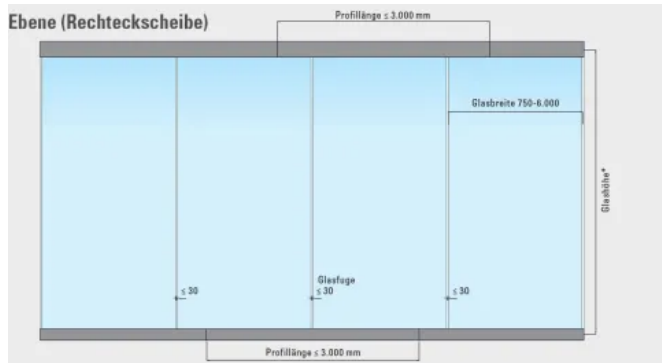 Ebene (Rechteckscheibe)
Profillänge ≤ 3.000 mm
Glasbreite 750-6.000
Glashöhe*
≤ 30
Glasfuge
≤ 30
≤ 30
Profillänge ≤ 3.000 mm